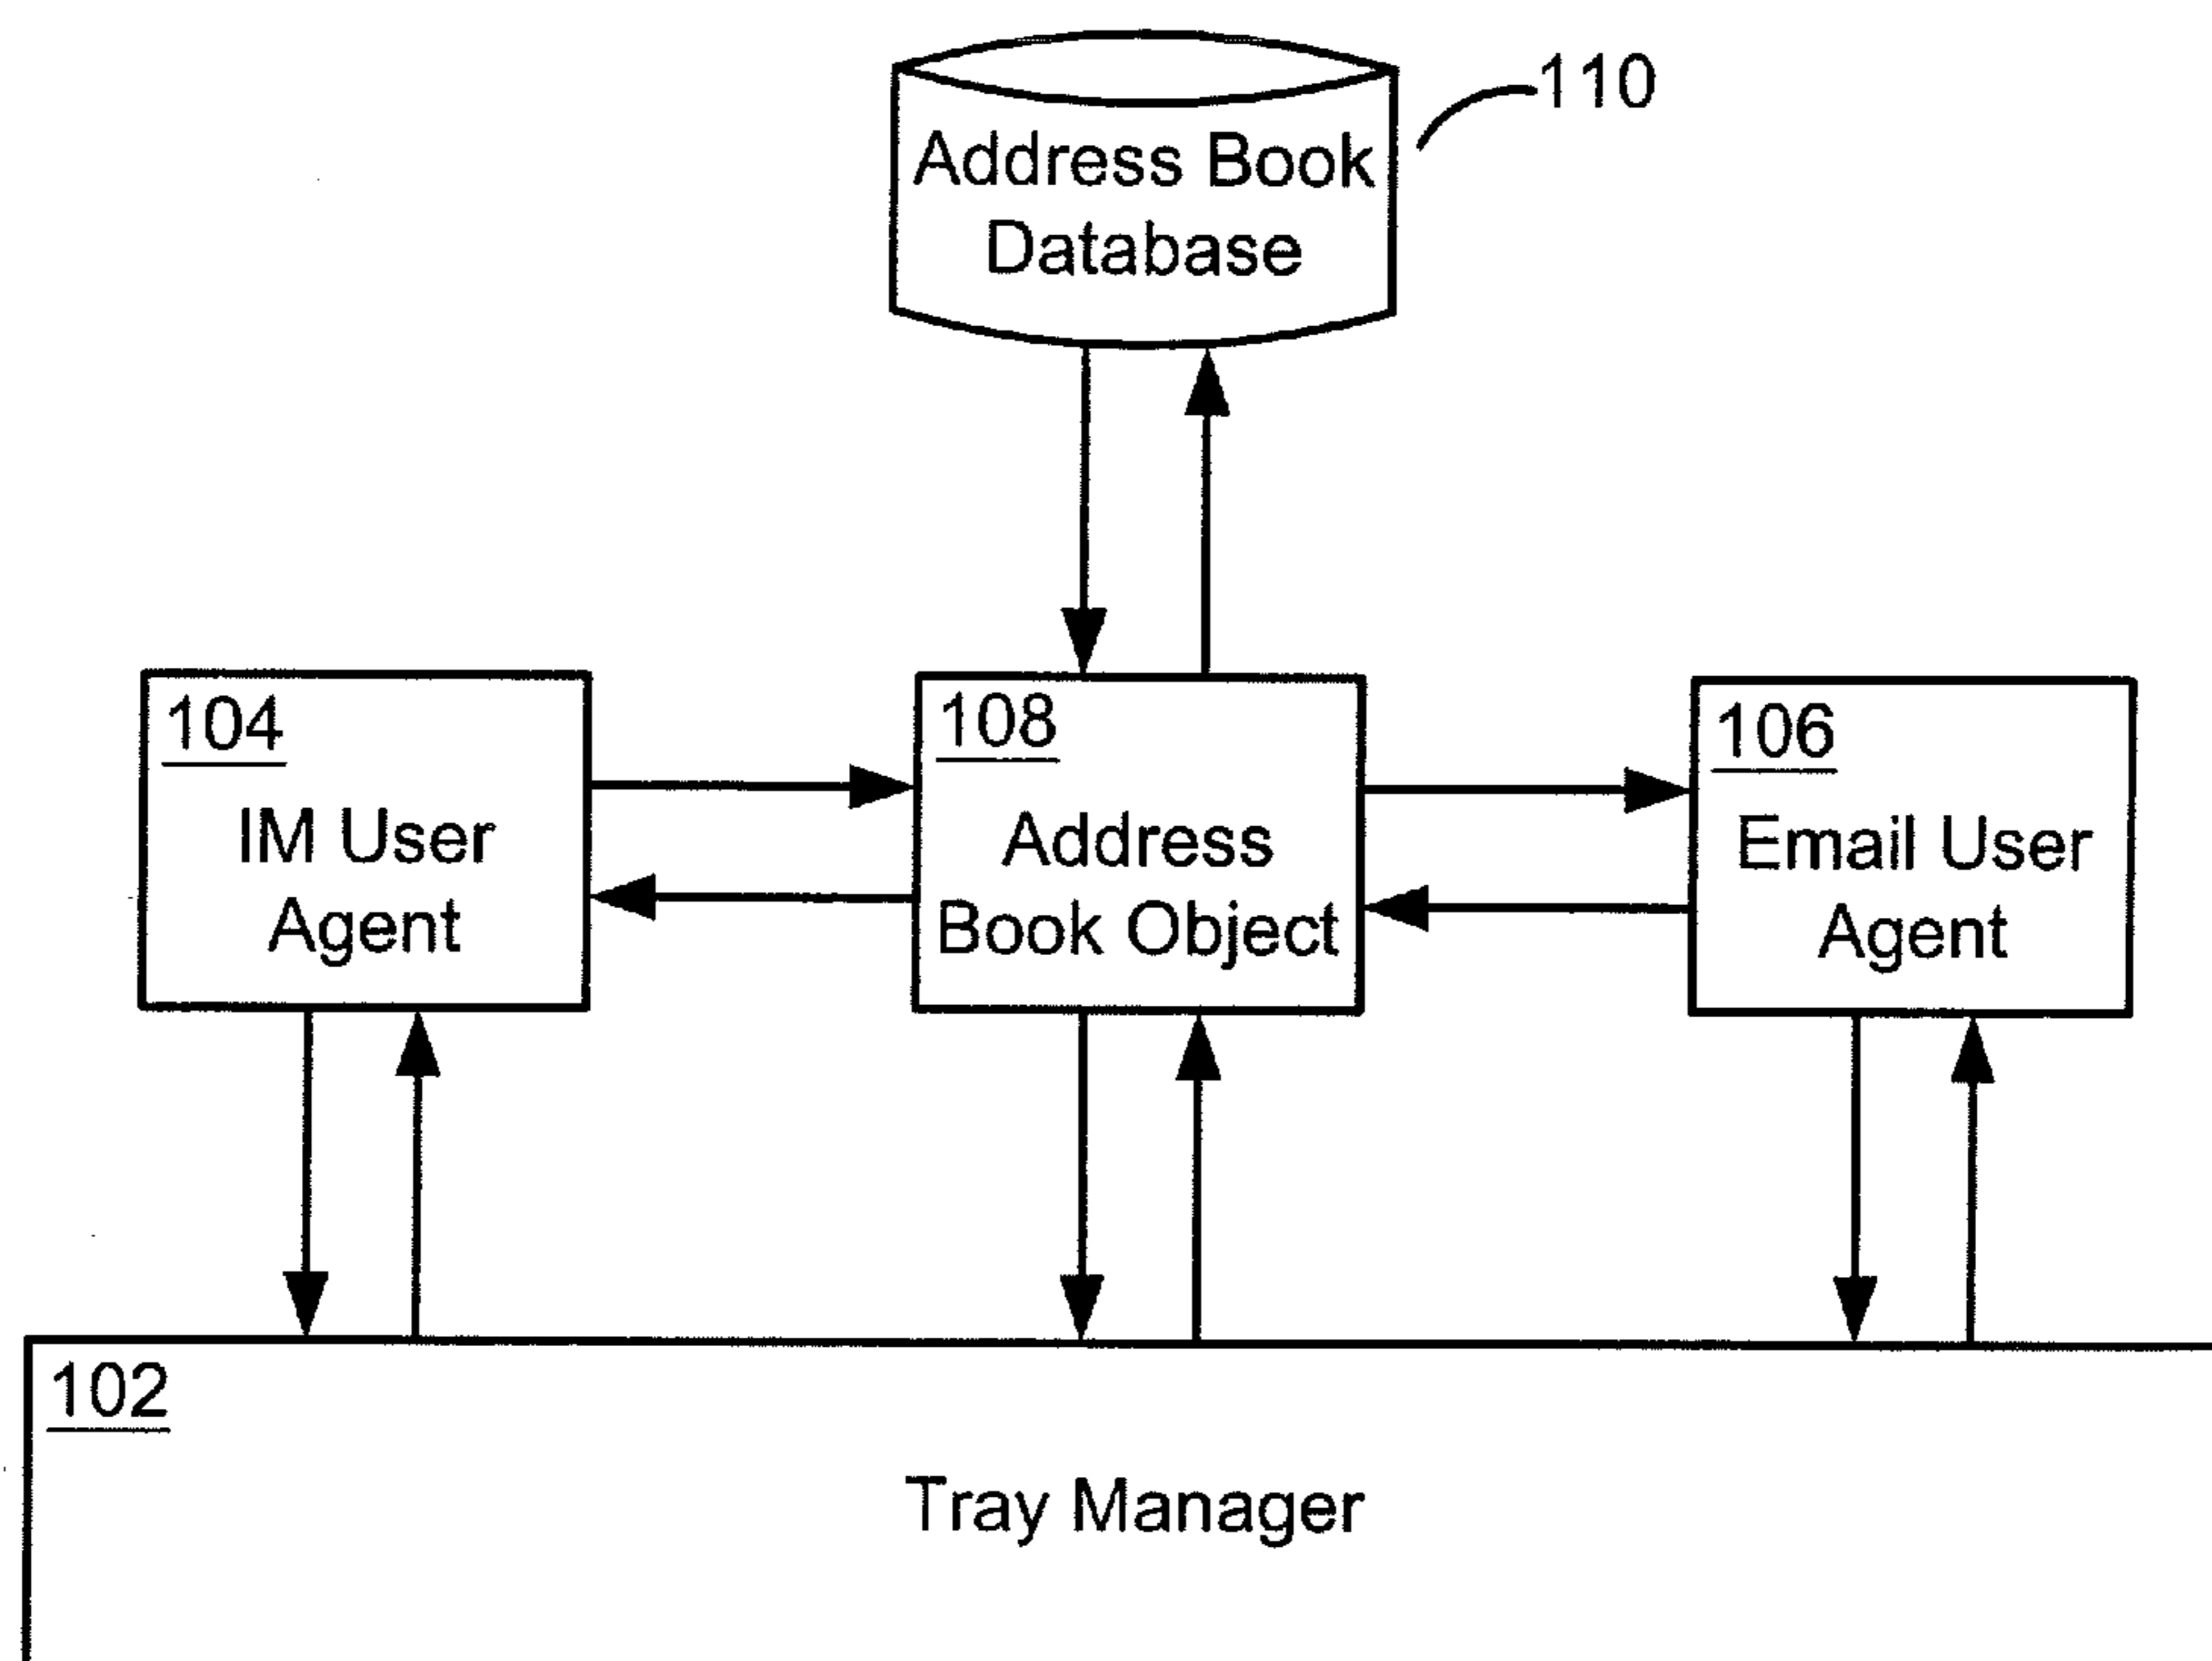 110
Address Book
Database
104
IM User
Agent
108
Address
Book Object
106
Email User
Agent
102
Tray Manager